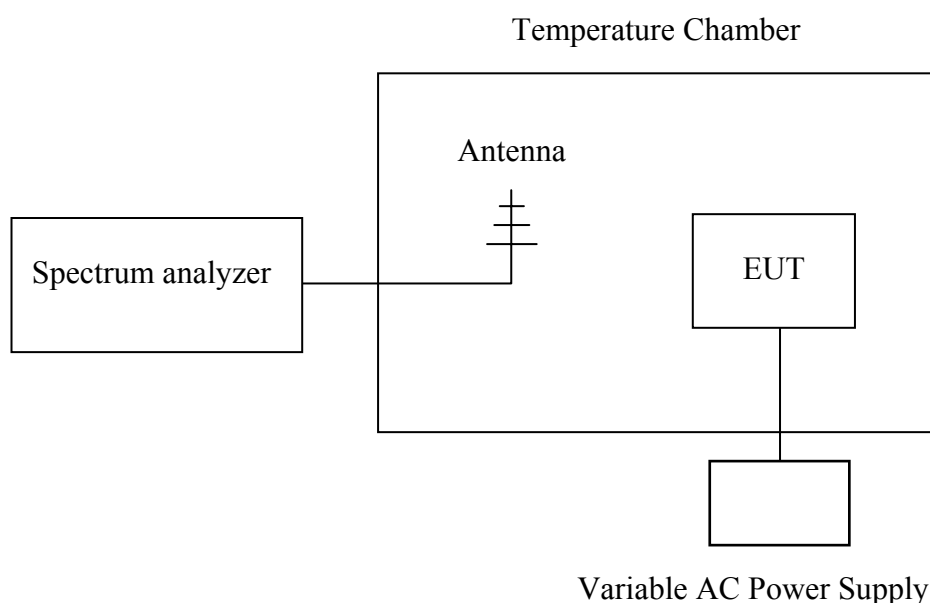 Temperature Chamber
Antenna
Spectrum analyzer
EUT
Variable AC Power Supply